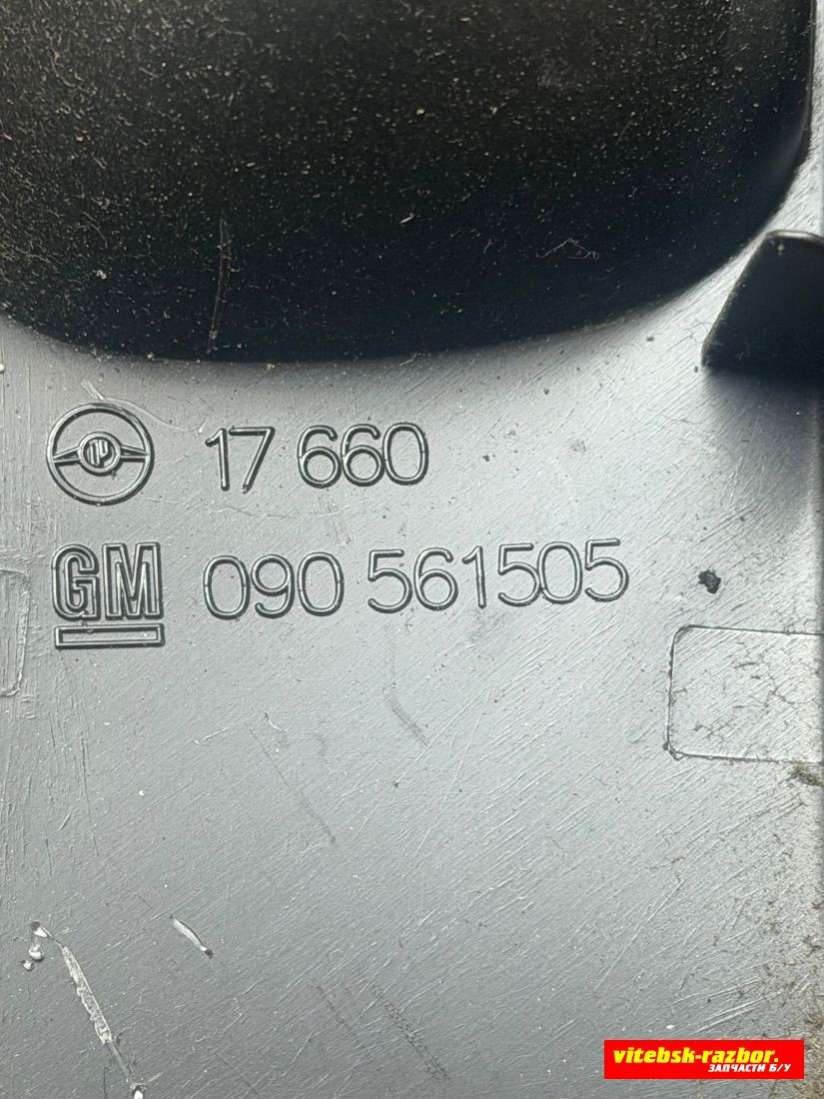 17 660
GM 090 561505
vitebsk-razbor.
ЗАПЧАСТИ Б/У